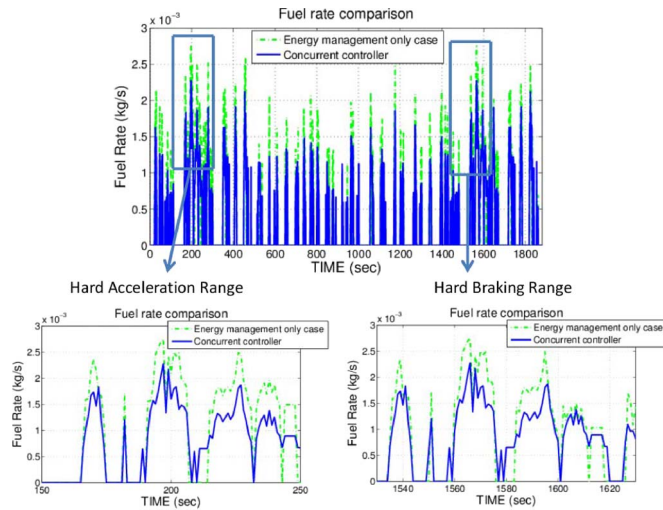 Fuel rate comparison
x 10⁻³
Energy management only case
Concurrent controller
Fuel Rate (kg/s)
3
2.5
2
1.5
1
0.5
0
0 200 400 600 800 1000 1200 1400 1600 1800
TIME (sec)
Hard Acceleration Range
Hard Braking Range
Fuel rate comparison
x 10⁻³
Energy management only case
Concurrent controller
Fuel Rate (kg/s)
3
2.5
2
1.5
1
0.5
0
150 200 250
TIME (sec)
Fuel rate comparison
x 10⁻³
Energy management only case
Concurrent controller
Fuel Rate (kg/s)
3
2.5
2
1.5
1
0.5
0
1540 1560 1580 1600 1620
TIME (sec)